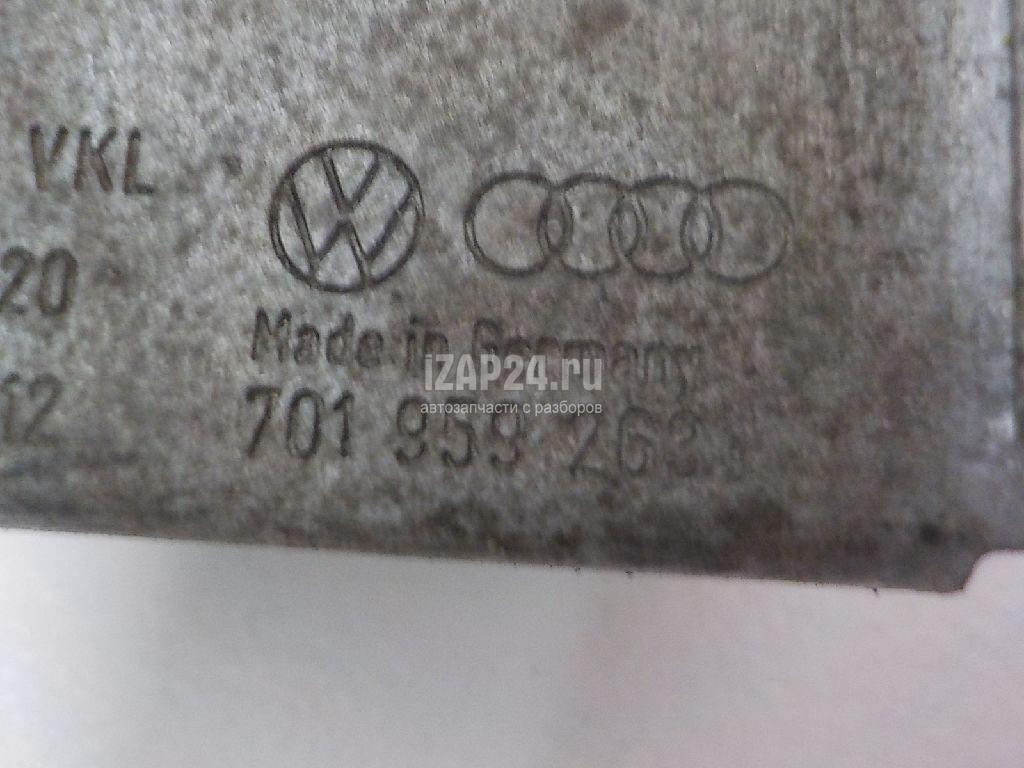 VKL
20
12
Made in Germany
701 959 263
iZAP24.ru
автозапчасти с разборов